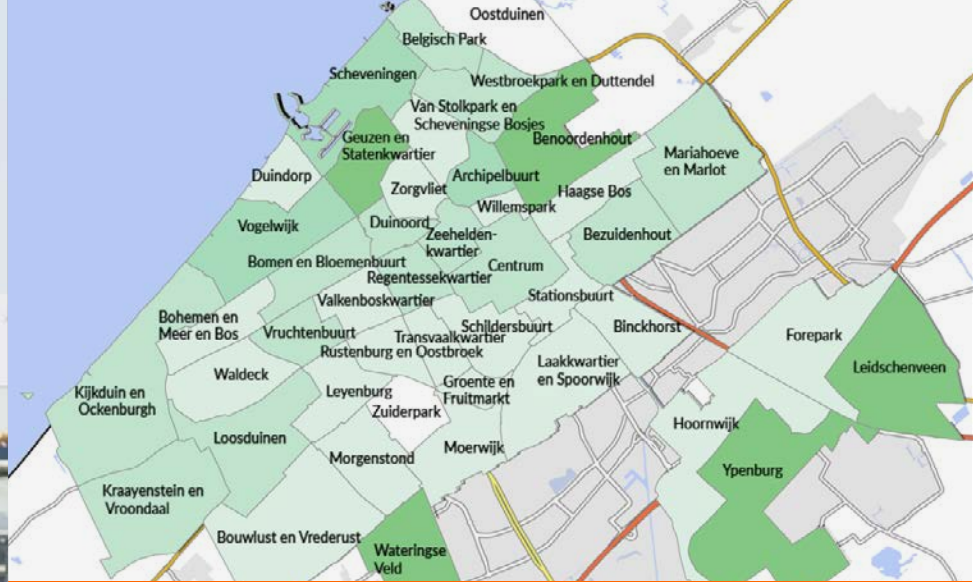 Oostduinen
Belgisch Park
Scheveningen
Westbroekpark en Duttendel
Van Stolkpark en
Scheveningse Bosjes
Geuzen en
Statenkwartier
Benoordenhout
Mariahoeve
en Marlot
Duindorp
Archipelbuurt
Zorgvliet
Haagse Bos
Willemspark
Vogelwijk
Duinoord
Zeehelden-
kwartier
Bezuidenhout
Bomen en Bloemenbuurt
Centrum
Regentessekwartier
Stationsbuurt
Valkenboskwartier
Bohemen en
Meer en Bos
Vruchtenbuurt
Schildersbuurt
Binckhorst
Transvaalkwartier
Forepark
Rustenburg en Oostbroek
Laakkwartier
en Spoorwijk
Leidschenveen
Waldeck
Groente en
Fruitmarkt
Kijkduin en
Ockenburgh
Leyenburg
Zuiderpark
Hoornwijk
Loosduinen
Moerwijk
Morgenstond
Ypenburg
Kraayenstein en
Vroondaal
Bouwlust en Vrederust
Wateringse
Veld